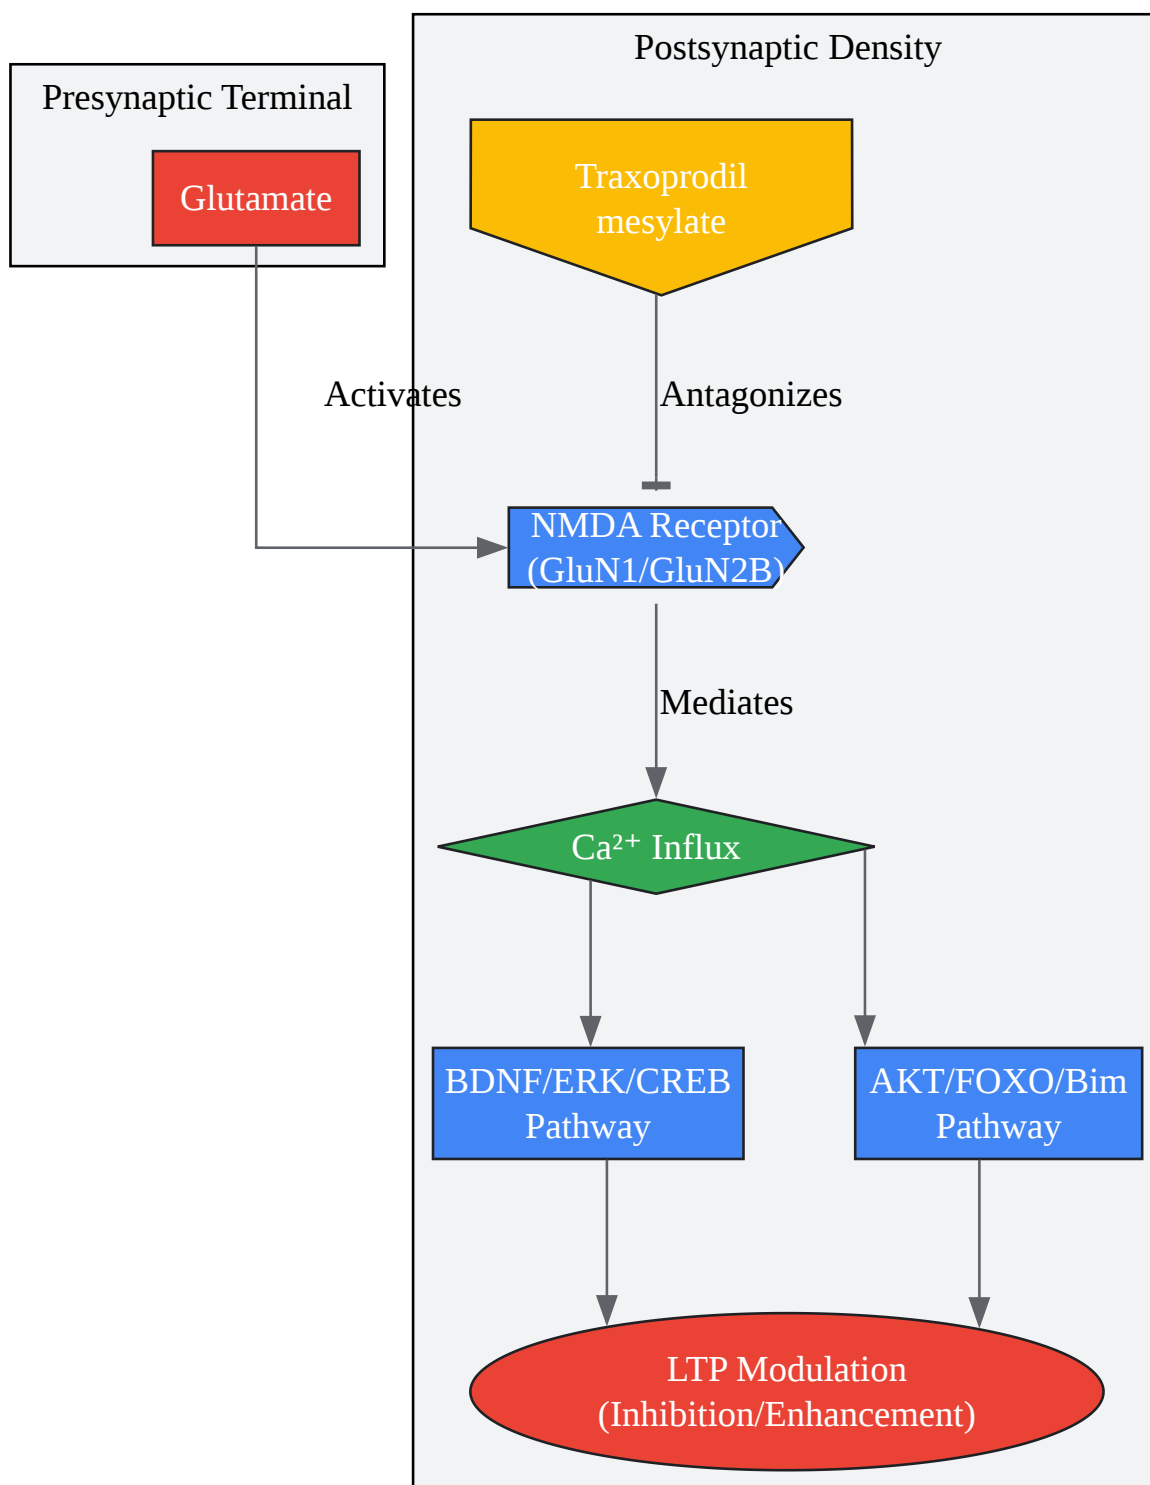 Postsynaptic Density
Presynaptic Terminal
Glutamate
Traxoprodil
mesylate
Activates
Antagonizes
NMDA Receptor
(GluN1/GluN2B)
Mediates
Ca²⁺ Influx
BDNF/ERK/CREB
Pathway
AKT/FOXO/Bim
Pathway
LTP Modulation
(Inhibition/Enhancement)